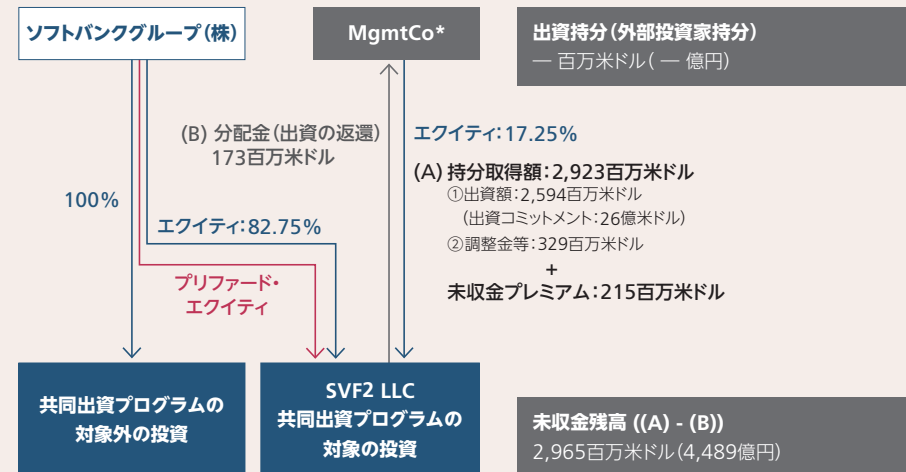 ソフトバンクグループ(株)
MgmtCo*
出資持分(外部投資家持分)
― 百万米ドル( ― 億円)
(B) 分配金(出資の返還)
173百万米ドル
エクイティ:17.25%
(A) 持分取得額:2,923百万米ドル
①出資額:2,594百万米ドル
(出資コミットメント:26億米ドル)
②調整金等:329百万米ドル
+
未収金プレミアム:215百万米ドル
100%
エクイティ:82.75%
プリファード・
エクイティ
共同出資プログラムの
対象外の投資
SVF2 LLC
共同出資プログラムの
対象の投資
未収金残高 ((A) - (B))
2,965百万米ドル(4,489億円)